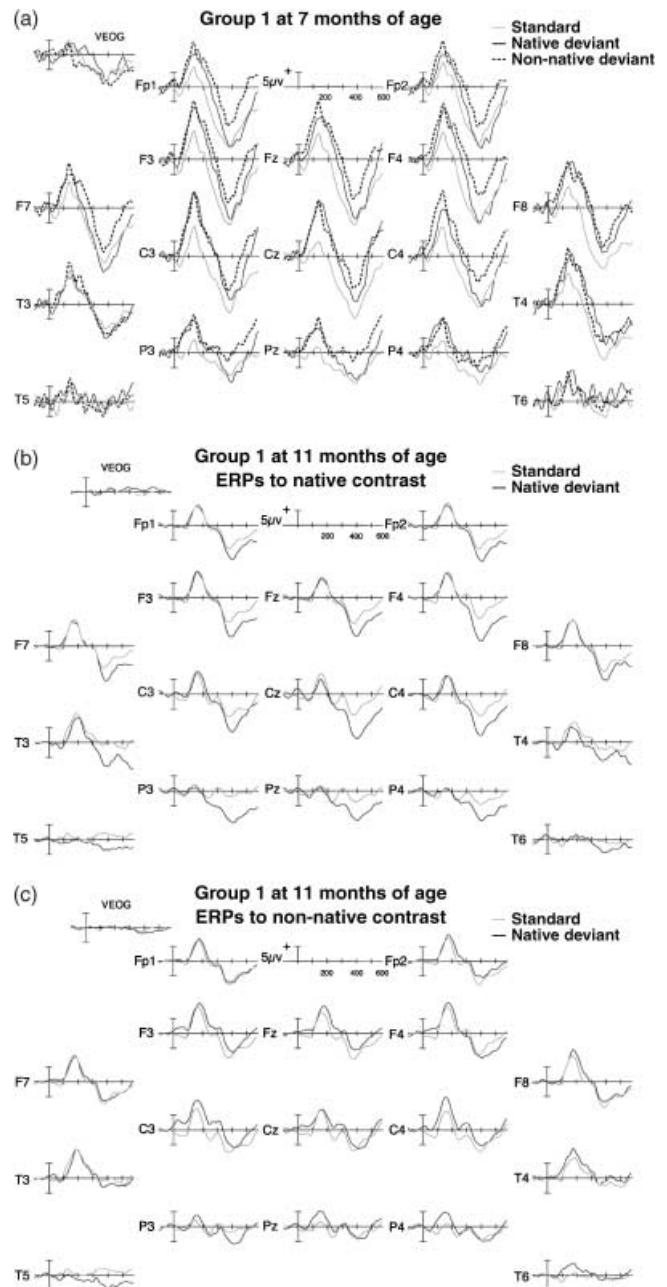 (a) Group 1 at 7 months of age
Standard
Native deviant
Non-native deviant
VEOG
Fp1 5μv + 200 400 600 Fp2
F3 Fz F4
F7 F8
C3 Cz C4
T3 T4
P3 Pz P4
T5 T6
(b) Group 1 at 11 months of age
ERPs to native contrast
Standard
Native deviant
VEOG
Fp1 5μv + 200 400 600 Fp2
F3 Fz F4
F7 F8
C3 Cz C4
T3 T4
P3 Pz P4
T5 T6
(c) Group 1 at 11 months of age
ERPs to non-native contrast
Standard
Native deviant
VEOG
Fp1 5μv + 200 400 600 Fp2
F3 Fz F4
F7 F8
C3 Cz C4
T3 T4
P3 Pz P4
T5 T6